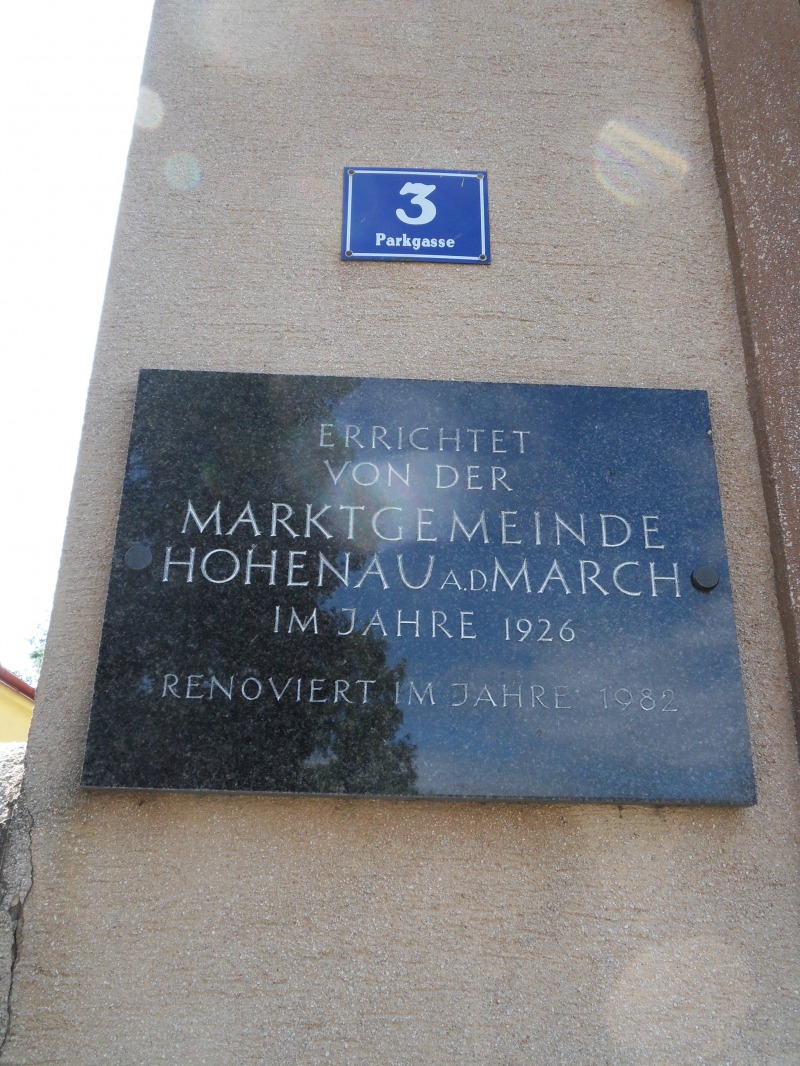 3
Parkgasse
ERRICHTET
VON DER
MARKTGEMEINDE
HOHENAU A.D. MARCH
IM JAHRE 1926
RENOVIERT IM JAHRE 1982